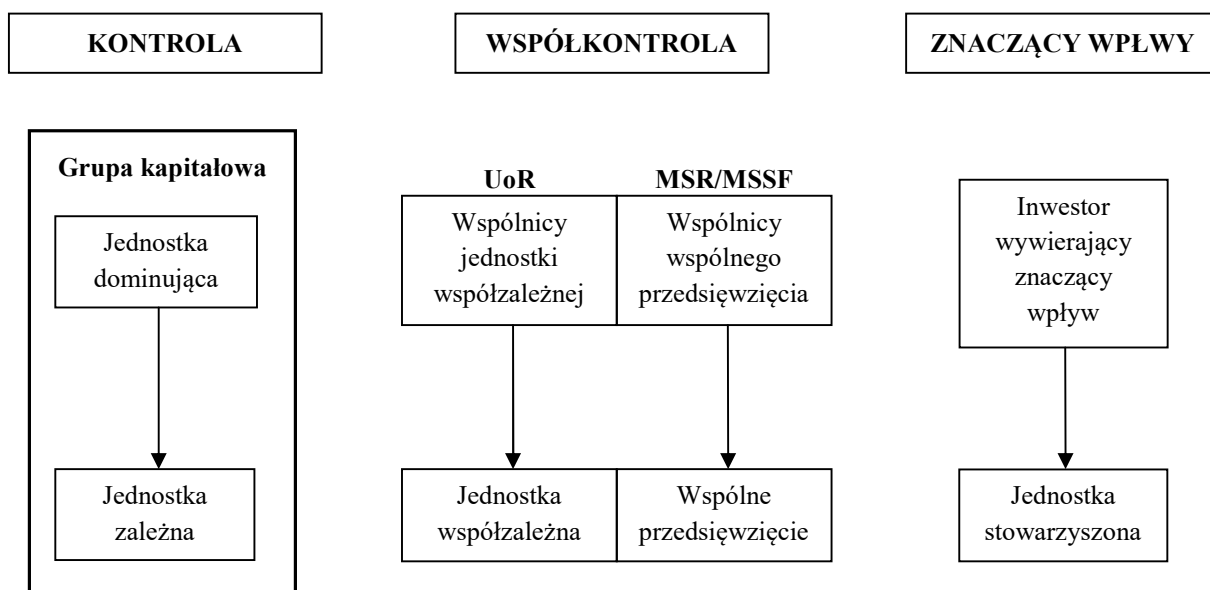 KONTROLA
WSPÓŁKONTROLA
ZNACZĄCY WPŁWY
Grupa kapitałowa
Jednostka
dominująca
Jednostka
zależna
UoR
Wspólnicy
jednostki
współzależnej
Jednostka
współzależna
MSR/MSSF
Wspólnicy
wspólnego
przedsięwzięcia
Wspólne
przedsięwzięcie
Inwestor
wywierający
znaczący
wpływ
Jednostka
stowarzyszona